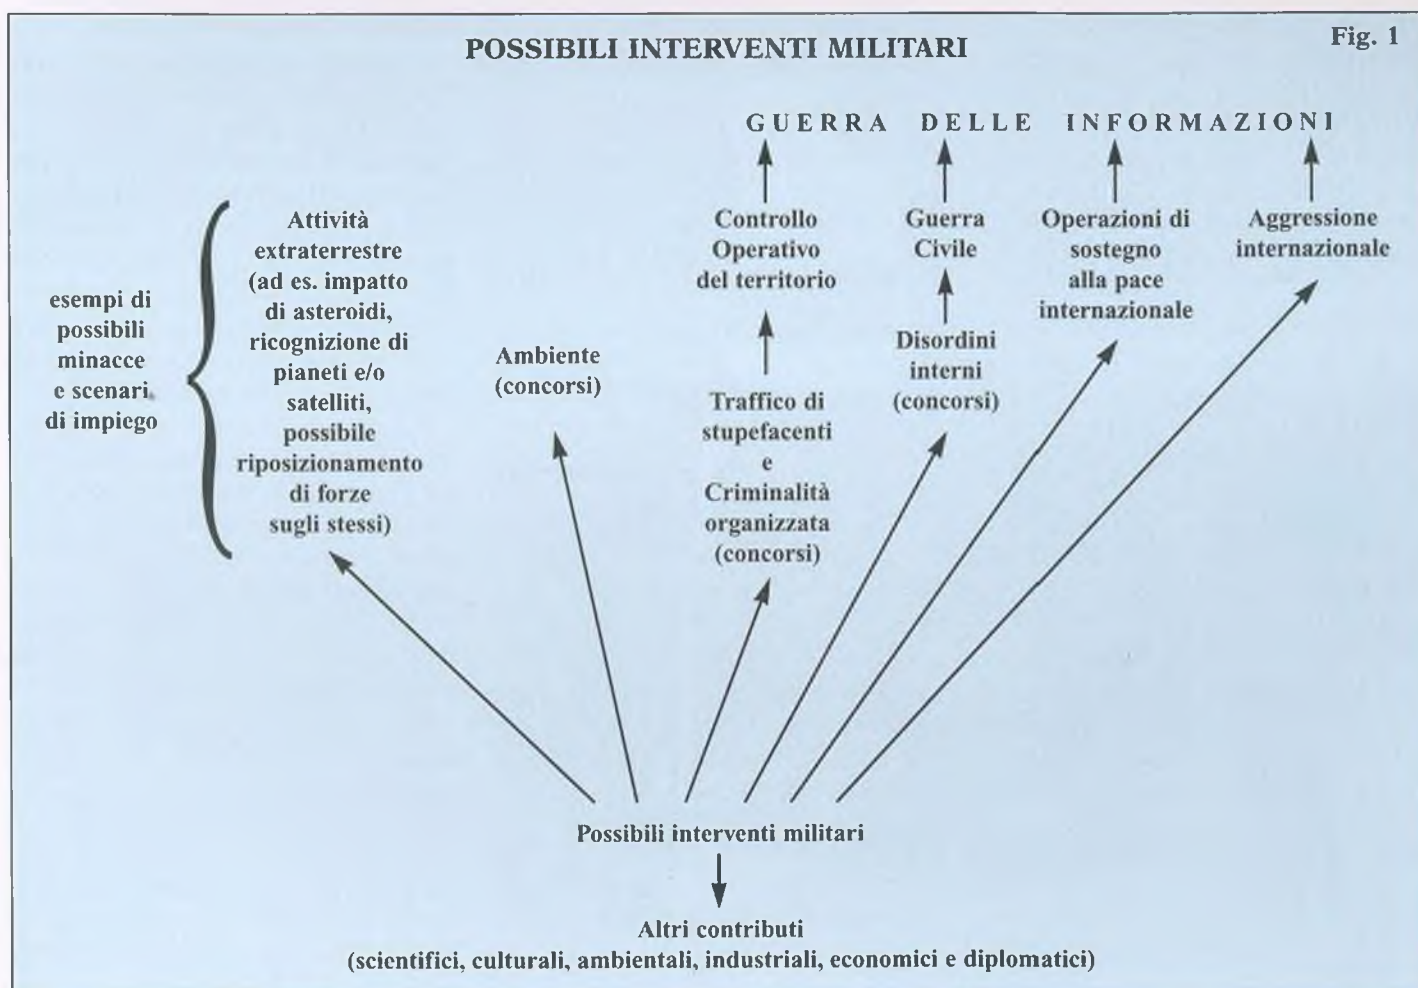 POSSIBILI INTERVENTI MILITARI
Fig. 1
GUERRA DELLE INFORMAZIONI
esempi di
possibili
minacce
e scenari
di impiego
Attività
extraterrestre
(ad es. impatto
di asteroidi,
ricognizione di
pianeti e/o
satelliti,
possibile
riposizionamento
di forze
sugli stessi)
Ambiente
(concorsi)
Controllo
Operativo
del territorio
Traffico di
stupefacenti
e
Criminalità
organizzata
(concorsi)
Guerra
Civile
Disordini
interni
(concorsi)
Operazioni di
sostegno
alla pace
internazionale
Aggressione
internazionale
Possibili interventi militari
Altri contributi
(scientifici, culturali, ambientali, industriali, economici e diplomatici)